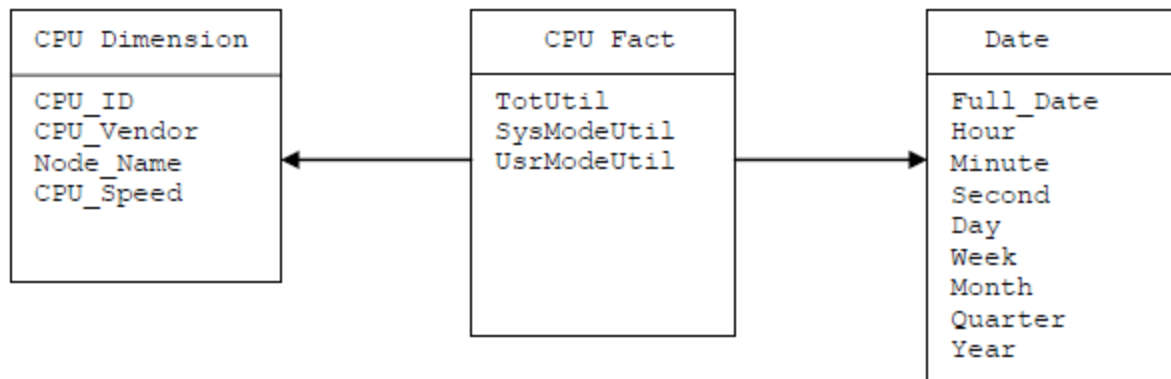 CPU Dimension
CPU_ID
CPU_Vendor
Node_Name
CPU_Speed
CPU Fact
TotUtil
SysModeUtil
UsrModeUtil
Date
Full_Date
Hour
Minute
Second
Day
Week
Month
Quarter
Year